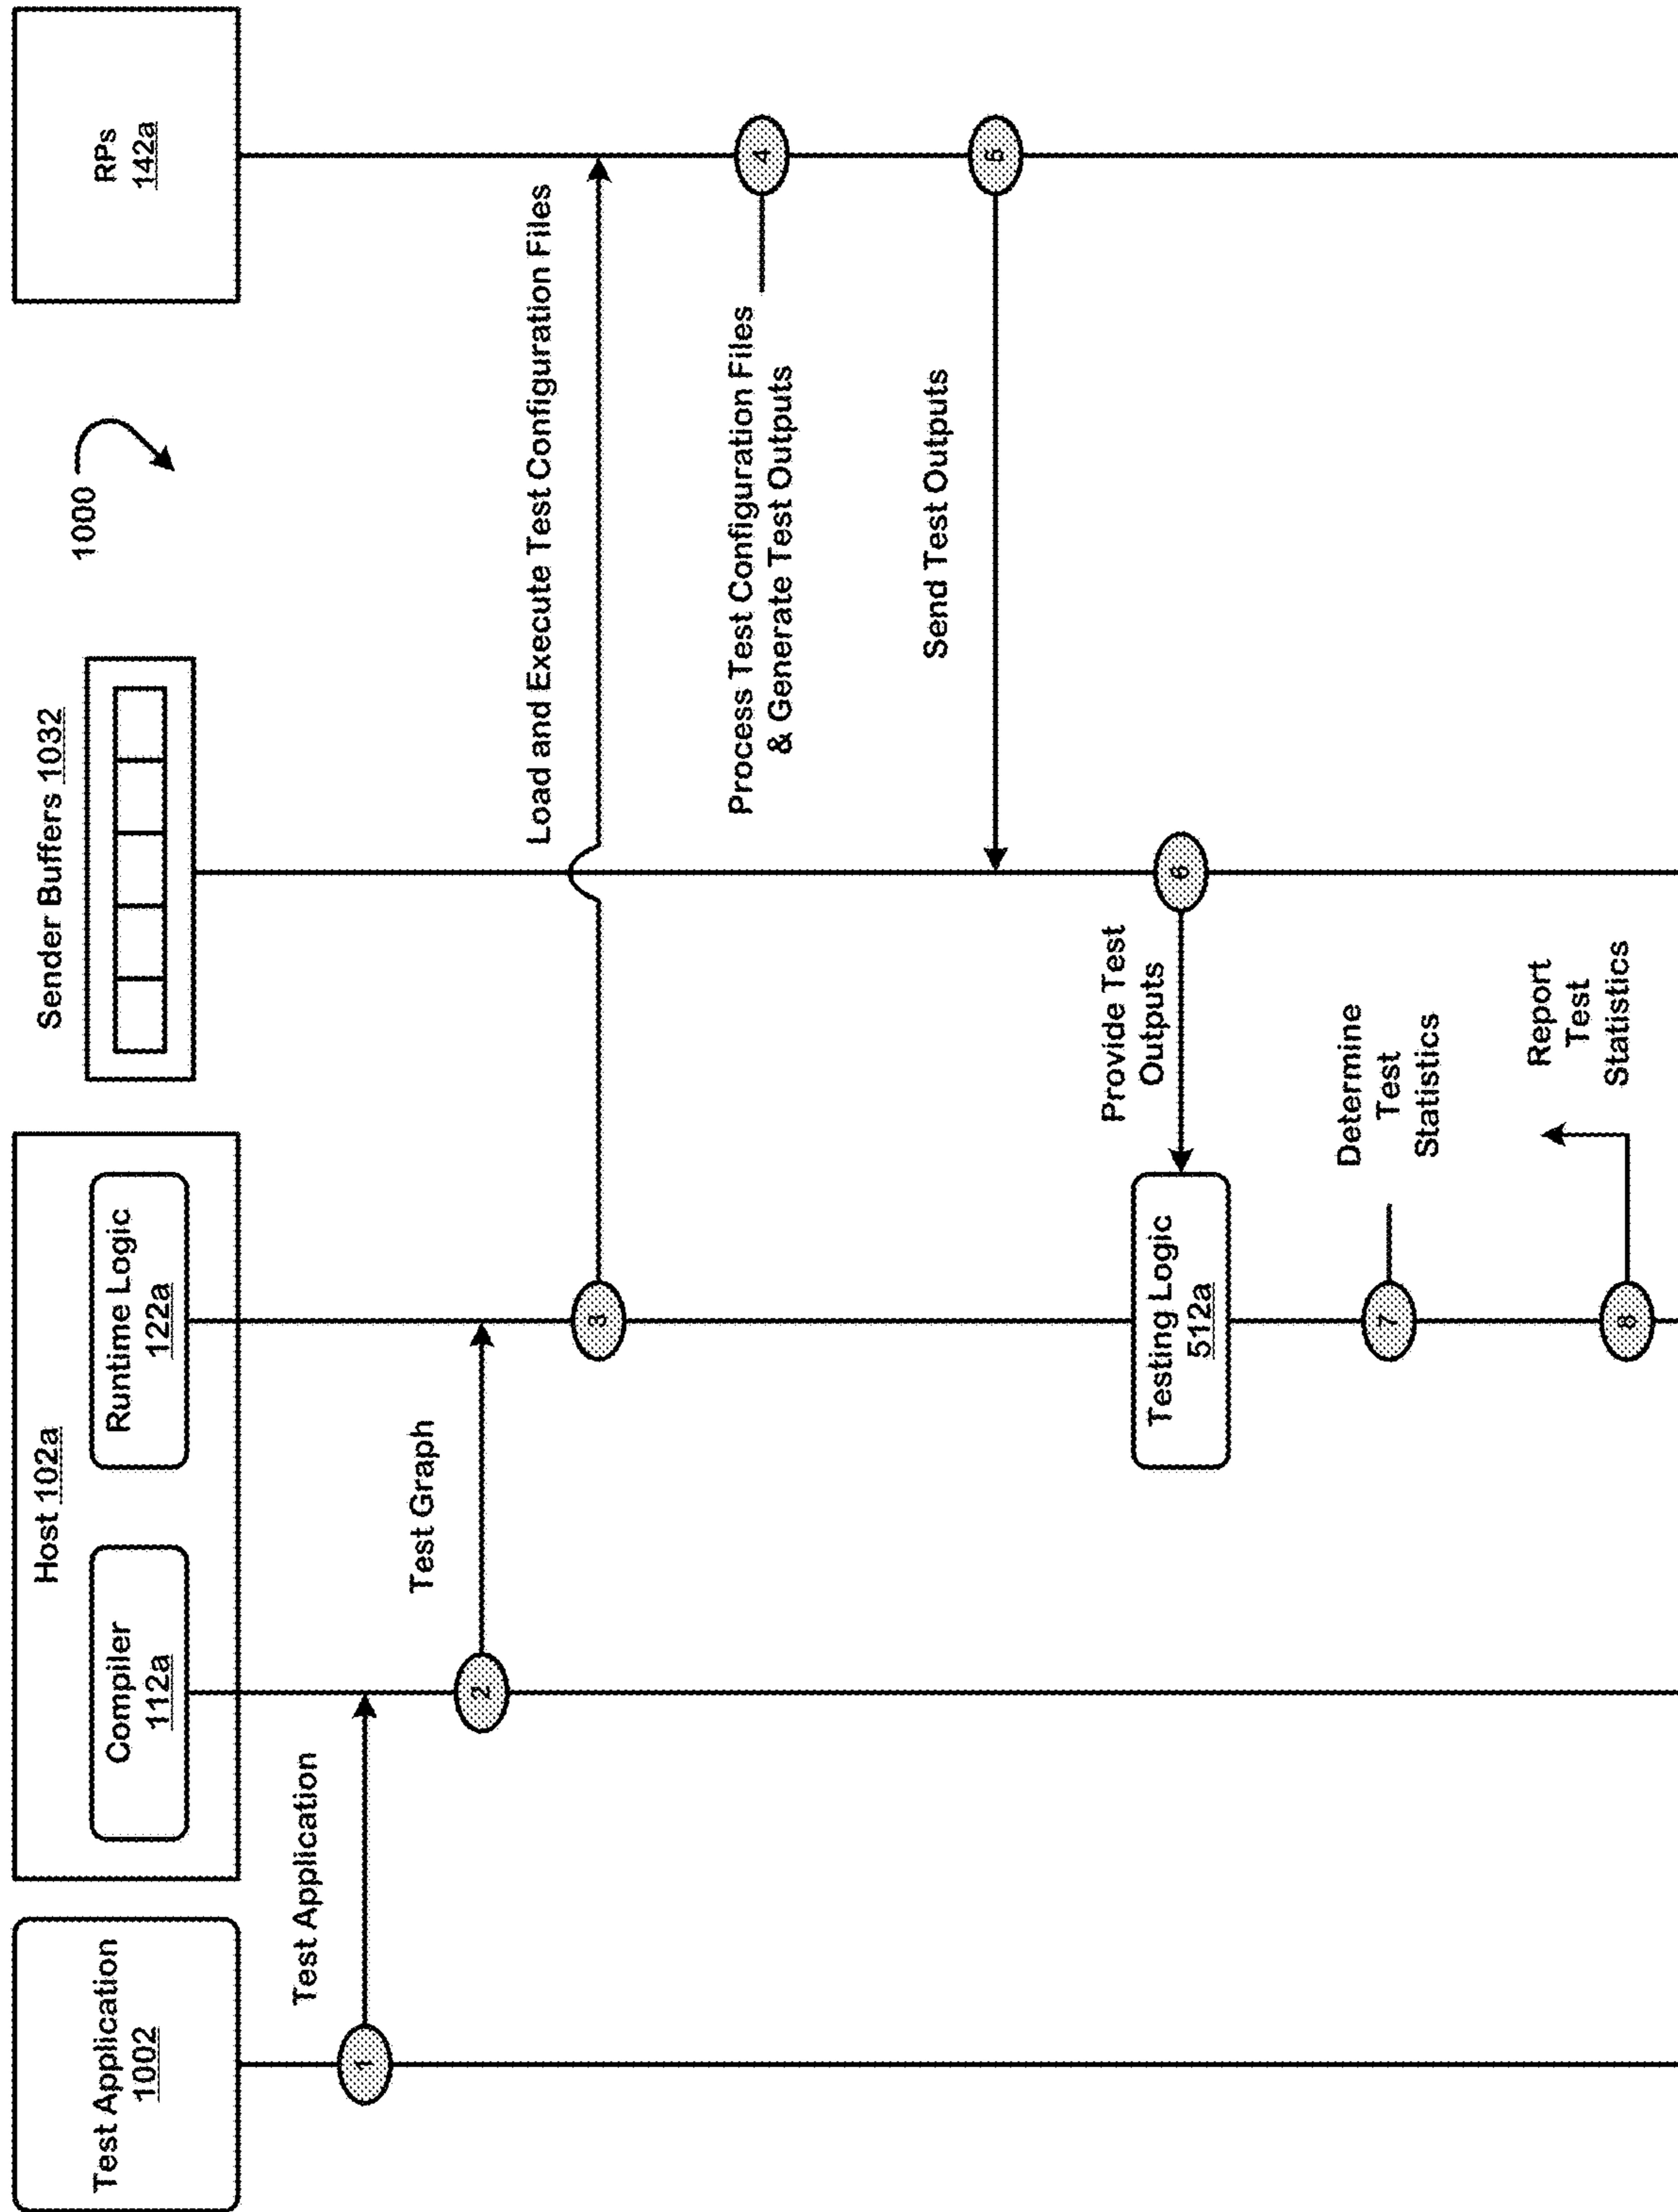 Test Application
1002
Host 102a
Compiler
112a
Runtime Logic
122a
Sender Buffers 1032
1000
RPs
142a
Test Application
1
Test Graph
2
Load and Execute Test Configuration Files
3
Process Test Configuration Files
& Generate Test Outputs
4
Send Test Outputs
5
Provide Test
Outputs
6
Testing Logic
512a
Determine
Test
Statistics
7
Report
Test
Statistics
8